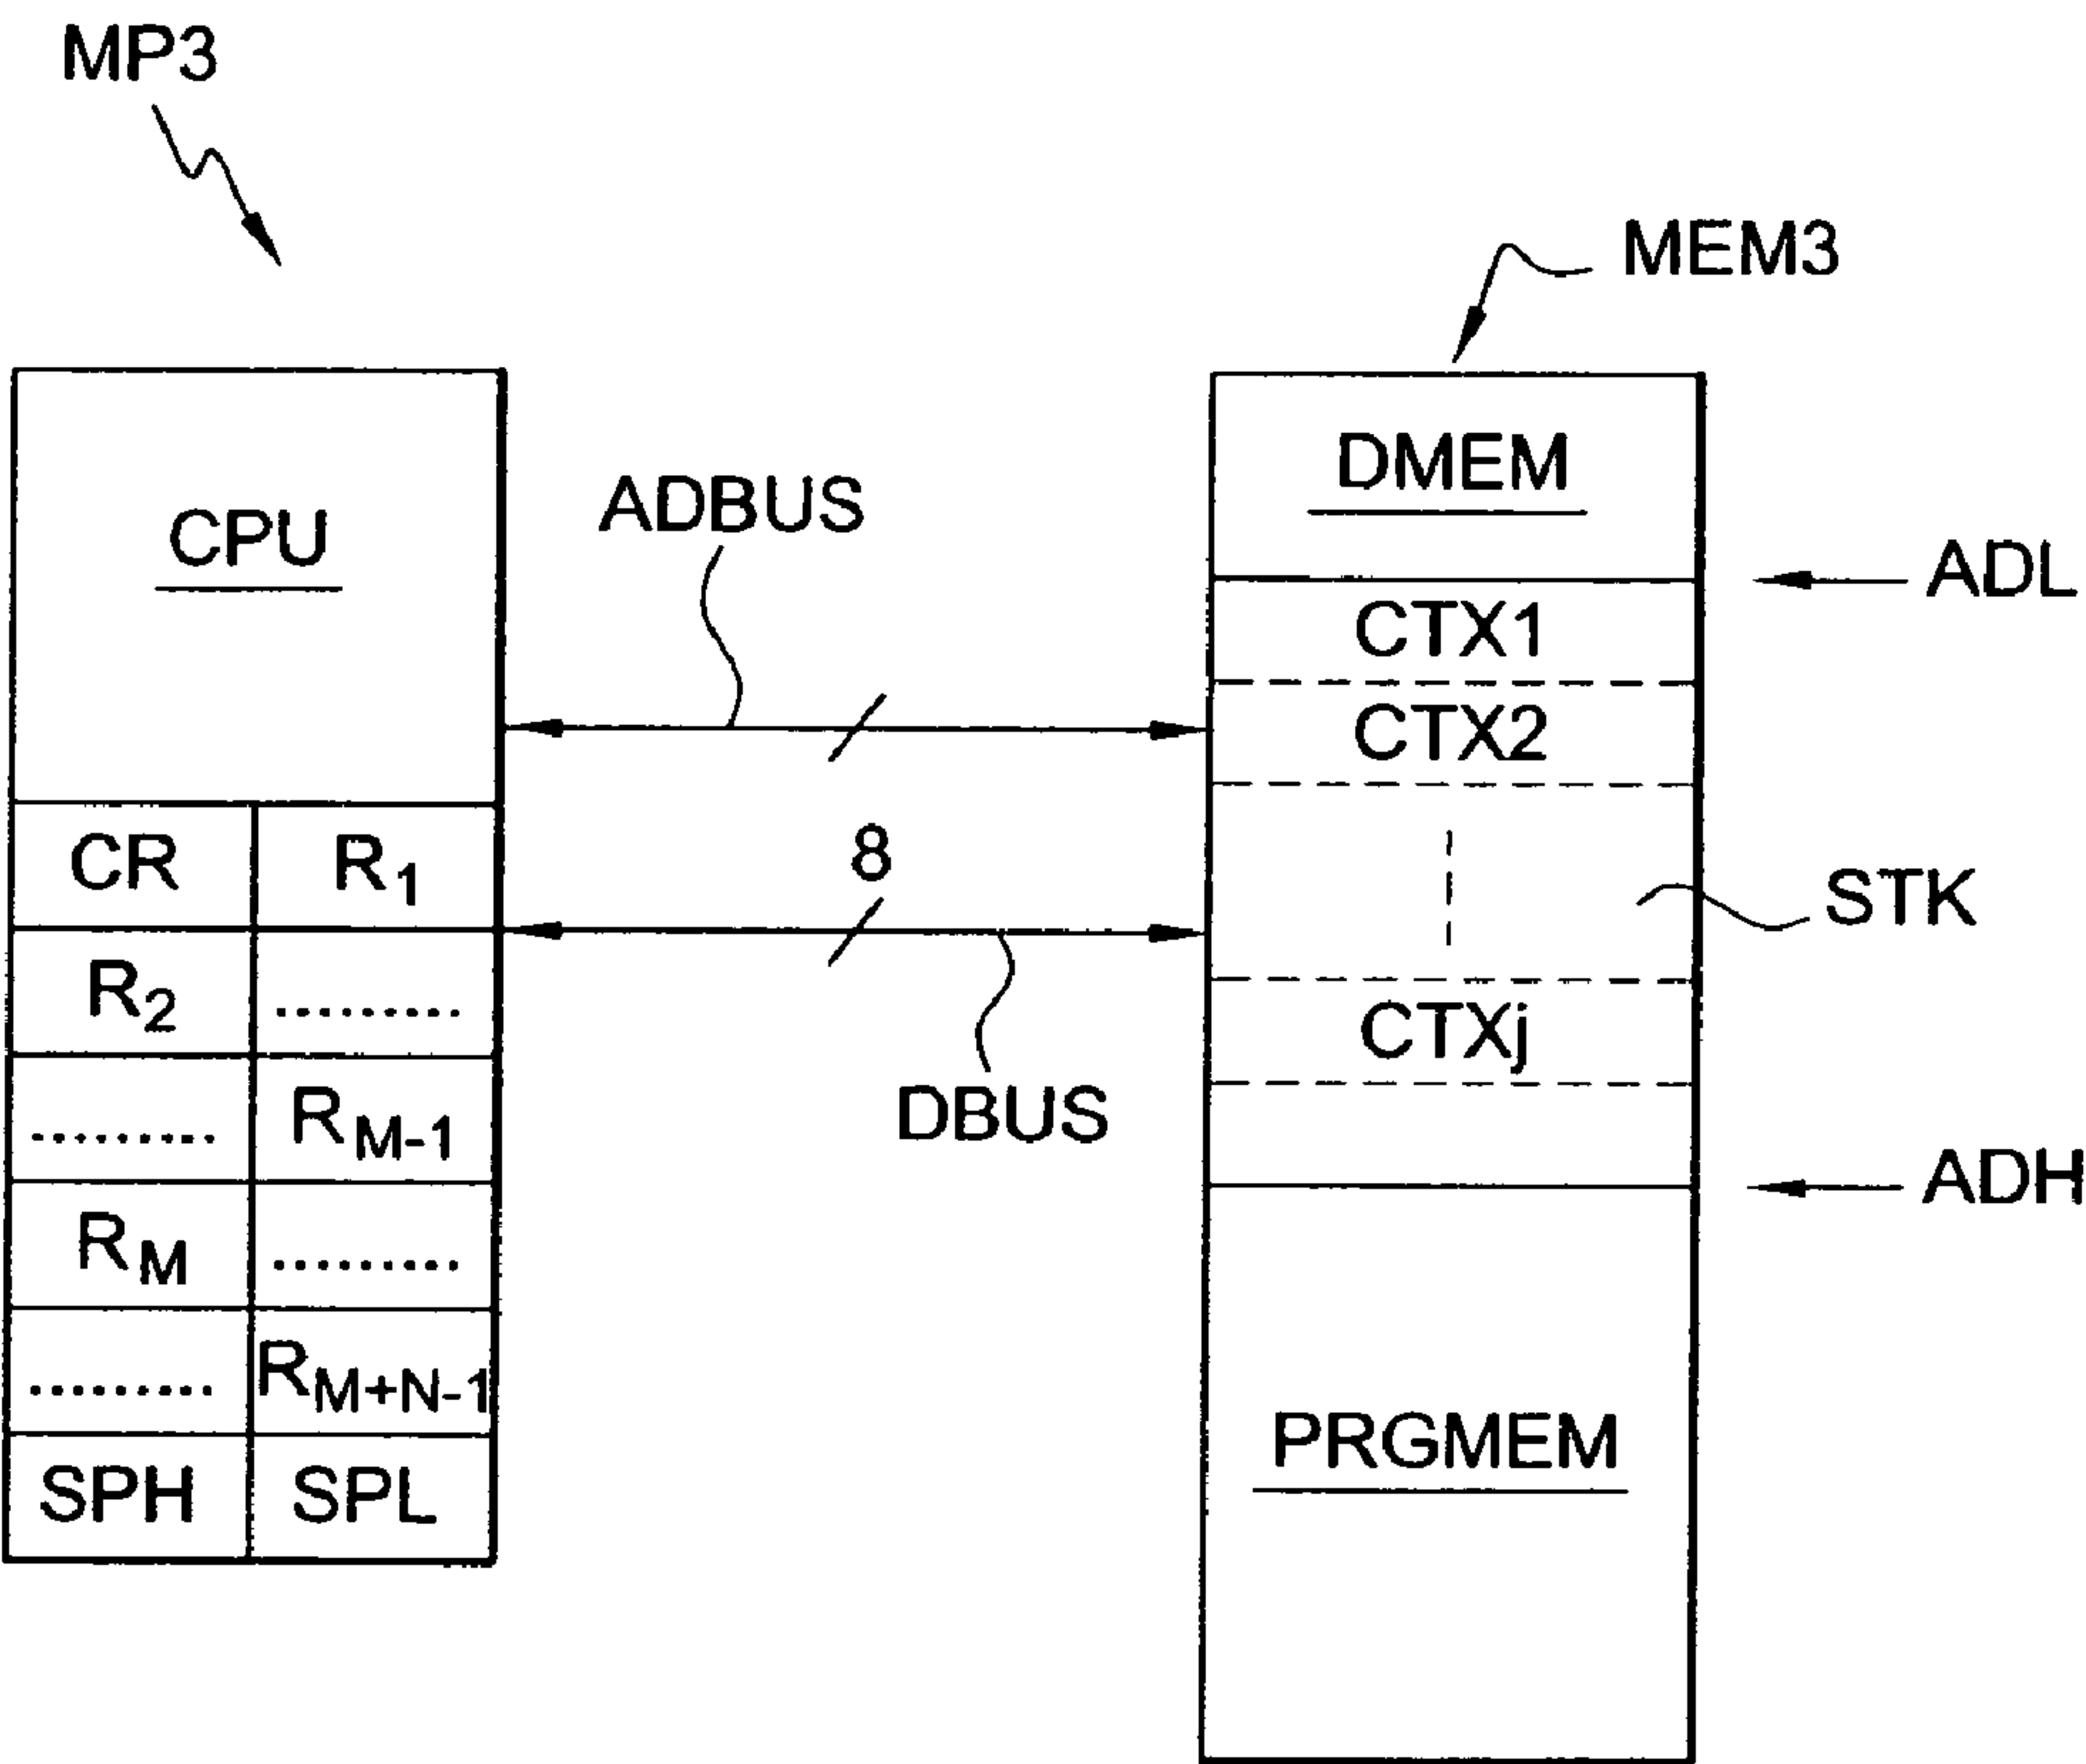 MP3
MEM3
CPU
ADBUS
DMEM
ADL
CTX1
CTX2
CR R1
8
STK
R2 .........
CTXj
......... RM-1
DBUS
ADH
RM .........
......... RM+N-1
PRGMEM
SPH SPL